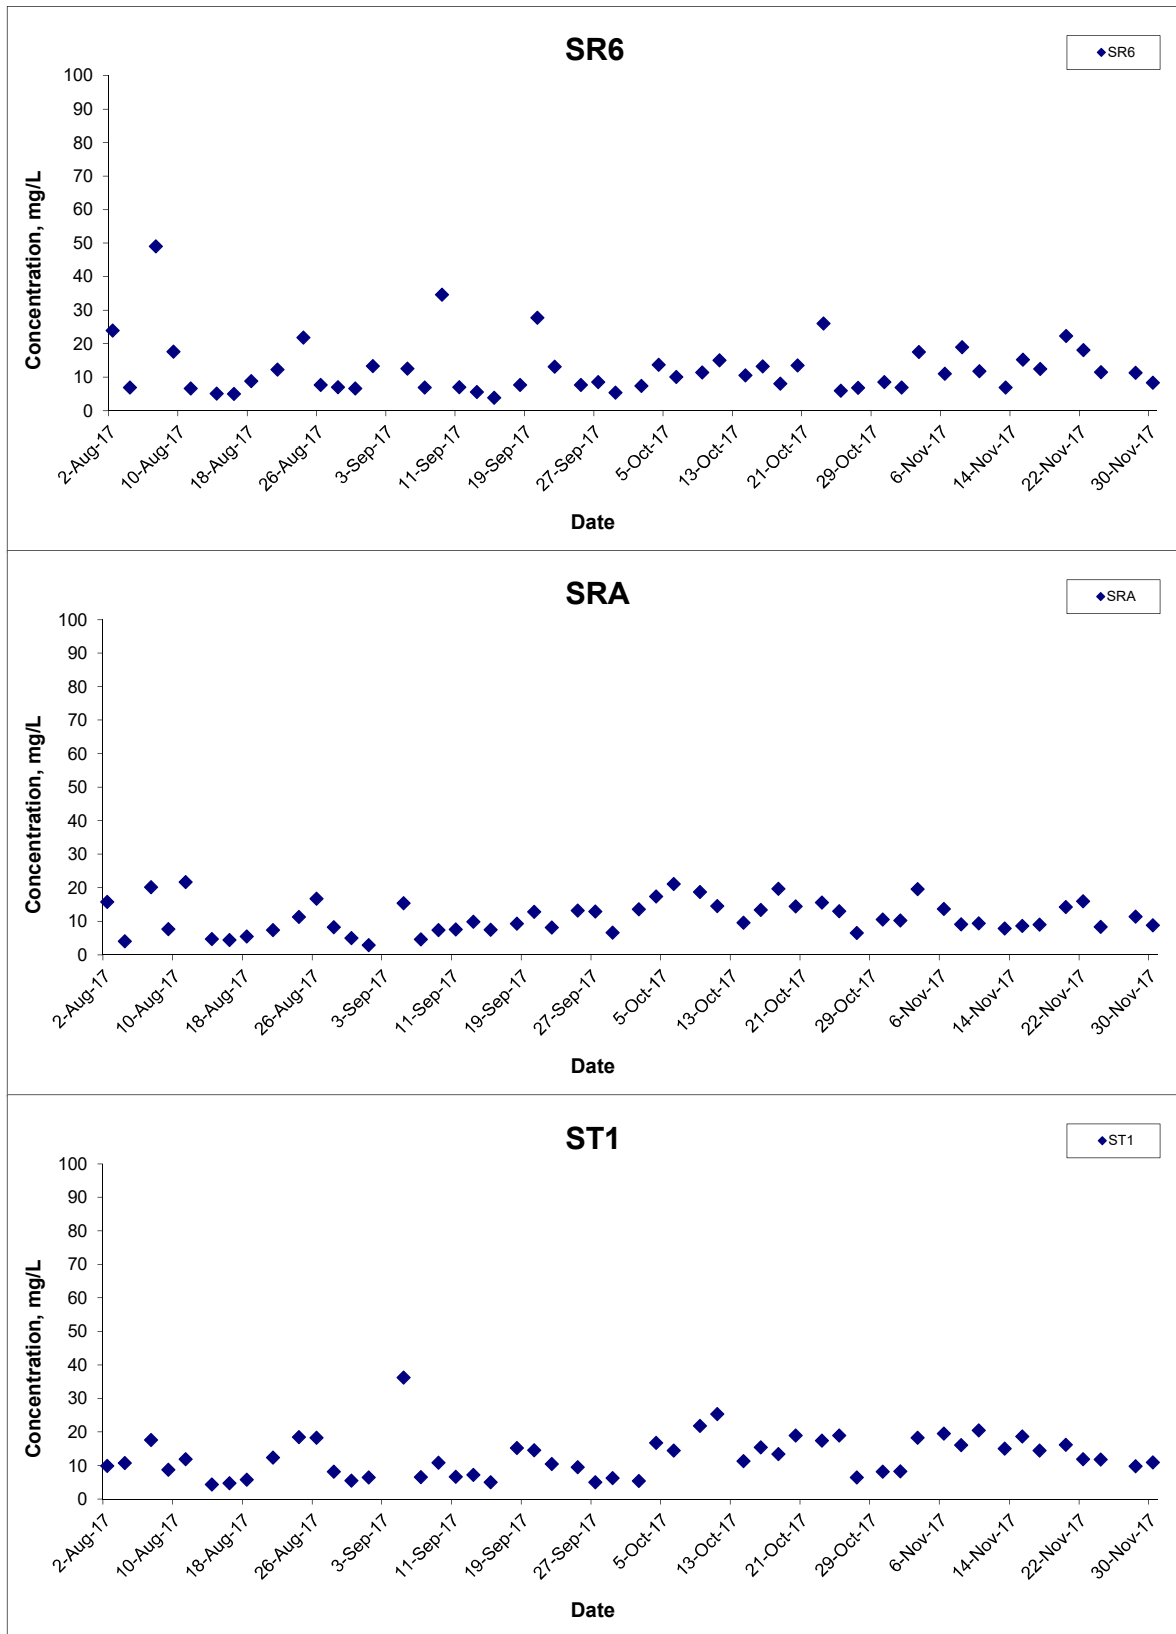 SR6
SR6
100
90
80
70
60
50
40
30
20
10
0
Concentration, mg/L
2-Aug-17
10-Aug-17
18-Aug-17
26-Aug-17
3-Sep-17
11-Sep-17
19-Sep-17
27-Sep-17
5-Oct-17
13-Oct-17
21-Oct-17
29-Oct-17
6-Nov-17
14-Nov-17
22-Nov-17
30-Nov-17
Date
SRA
SRA
100
90
80
70
60
50
40
30
20
10
0
Concentration, mg/L
2-Aug-17
10-Aug-17
18-Aug-17
26-Aug-17
3-Sep-17
11-Sep-17
19-Sep-17
27-Sep-17
5-Oct-17
13-Oct-17
21-Oct-17
29-Oct-17
6-Nov-17
14-Nov-17
22-Nov-17
30-Nov-17
Date
ST1
ST1
100
90
80
70
60
50
40
30
20
10
0
Concentration, mg/L
2-Aug-17
10-Aug-17
18-Aug-17
26-Aug-17
3-Sep-17
11-Sep-17
19-Sep-17
27-Sep-17
5-Oct-17
13-Oct-17
21-Oct-17
29-Oct-17
6-Nov-17
14-Nov-17
22-Nov-17
30-Nov-17
Date